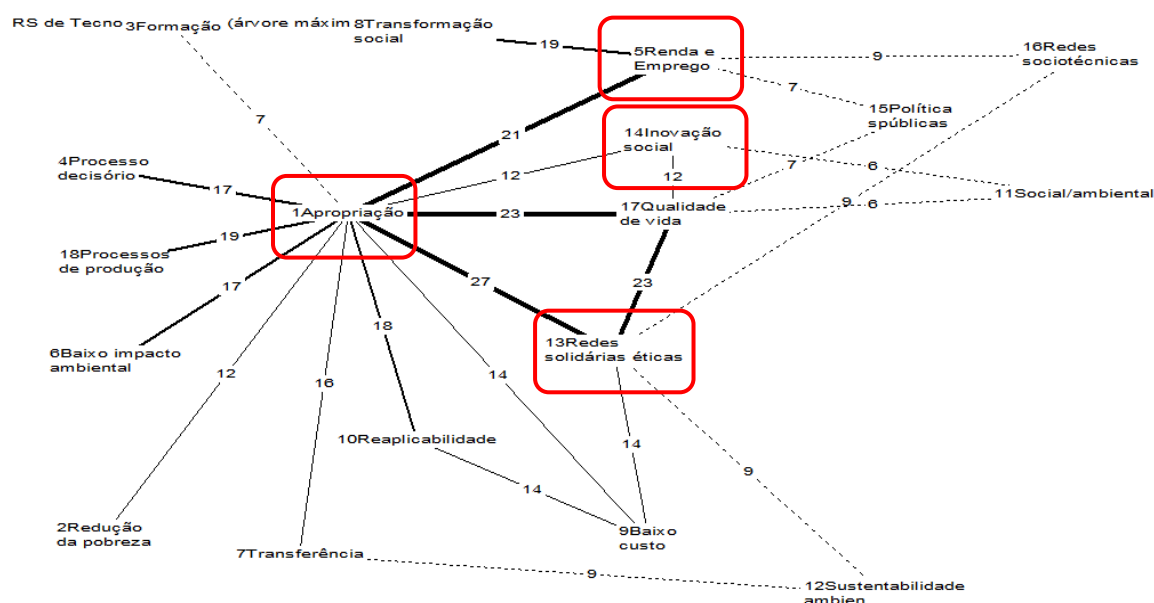 RS de Tecno 3Formação (árvore máxim 8Transformação
social
19
5Renda e
Emprego
9
16Redes
sociotécnicas
7
15Política
spúblicas
7
21
14Inovação
social
4Processo
decisório
17
12
12
7
6
11Social/ambiental
1Apropriação
23
17Qualidade
de vida
9
6
18Processos
de produção
19
17
27
23
18
13Redes
solidárias éticas
6Baixo impacto
ambiental
12
16
14
10Reaplicabilidade
14
14
9
2Redução
da pobreza
7Transferência
9Baixo
custo
9
12Sustentabilidade
ambien